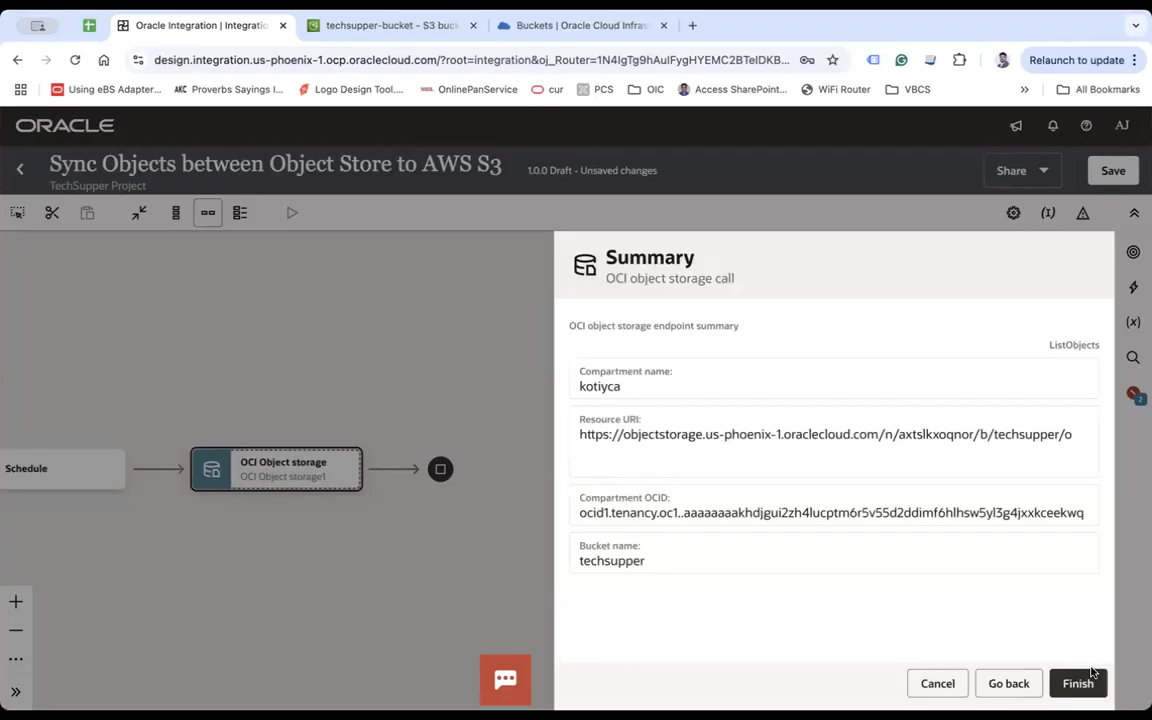 Oracle Integration | Integratio
techsupper-bucket - S3 buck
Buckets | Oracle Cloud Infras
design.integration.us-phoenix-1.ocp.oraclecloud.com/?root=integration&oj_Router=1N4IgTg9hAuIFygHYEMC2BTeIDKB...
Relaunch to update
Using eBS Adapter...
Proverbs Sayings I...
Logo Design Tool....
OnlinePanService
cur
PCS
OIC
Access SharePoint...
WiFi Router
VBCS
All Bookmarks
ORACLE
AJ
Sync Objects between Object Store to AWS S3
1.0.0 Draft - Unsaved changes
TechSupper Project
Share
Save
Summary
OCI object storage call
OCI object storage endpoint summary
ListObjects
Compartment name:
kotiyca
Resource URI:
https://objectstorage.us-phoenix-1.oraclecloud.com/n/axtslkxoqnor/b/techsupper/o
Schedule
OCI Object storage
OCI Object storage1
Compartment OCID:
ocid1.tenancy.oc1..aaaaaaaakhdjgui2zh4lucptm6r5v55d2ddimf6hlhsw5yl3g4jxxkceekwq
Bucket name:
techsupper
Cancel
Go back
Finish